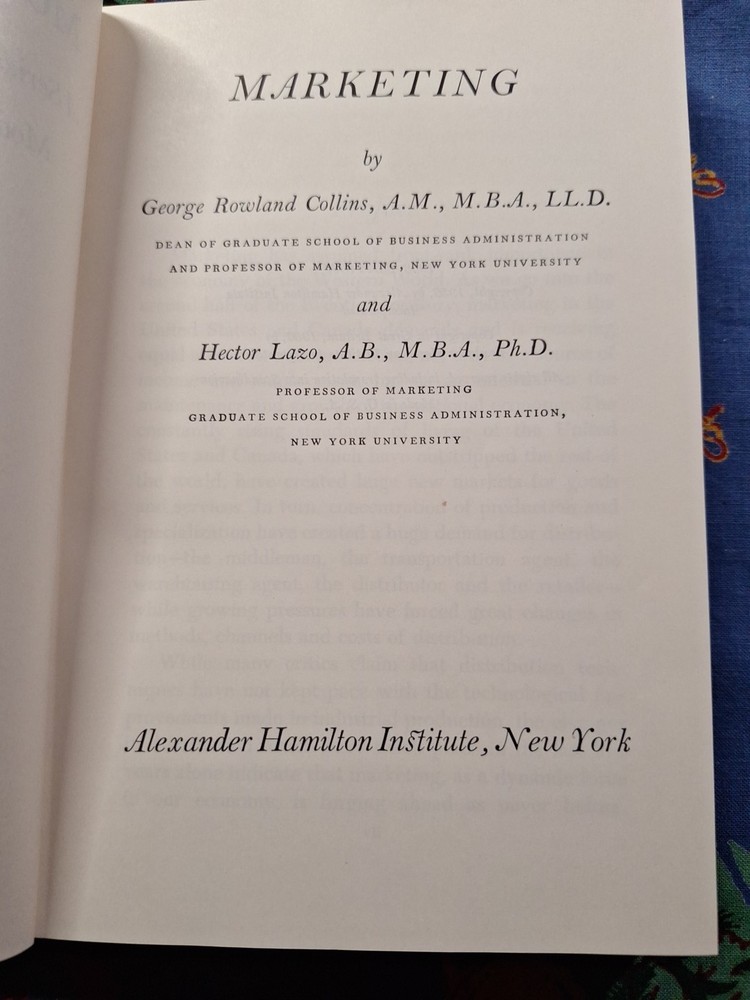 MARKETING
by
George Rowland Collins, A.M., M.B.A., LL.D.
DEAN OF GRADUATE SCHOOL OF BUSINESS ADMINISTRATION
AND PROFESSOR OF MARKETING, NEW YORK UNIVERSITY
and
Hector Lazo, A.B., M.B.A., Ph.D.
PROFESSOR OF MARKETING
GRADUATE SCHOOL OF BUSINESS ADMINISTRATION,
NEW YORK UNIVERSITY
Alexander Hamilton Institute, New York